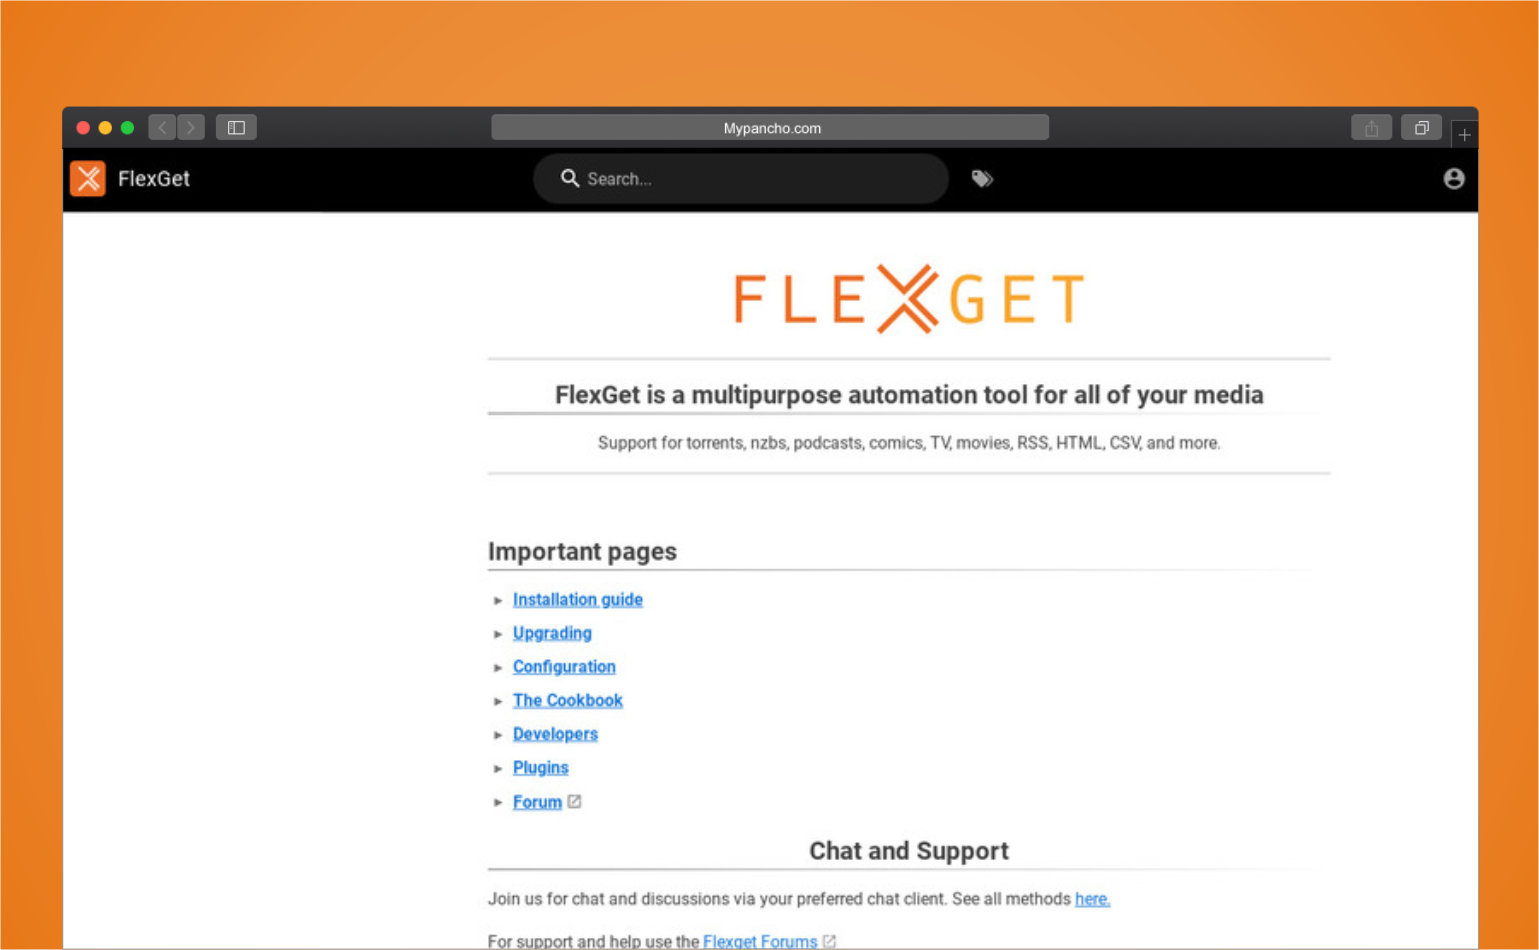 Mypancho.com
FlexGet
Search...
FLEXGET
FlexGet is a multipurpose automation tool for all of your media
Support for torrents, nzbs, podcasts, comics, TV, movies, RSS, HTML, CSV, and more.
Important pages
Installation guide
Upgrading
Configuration
The Cookbook
Developers
Plugins
Forum
Chat and Support
Join us for chat and discussions via your preferred chat client. See all methods here.
For support and help use the Flexget Forums